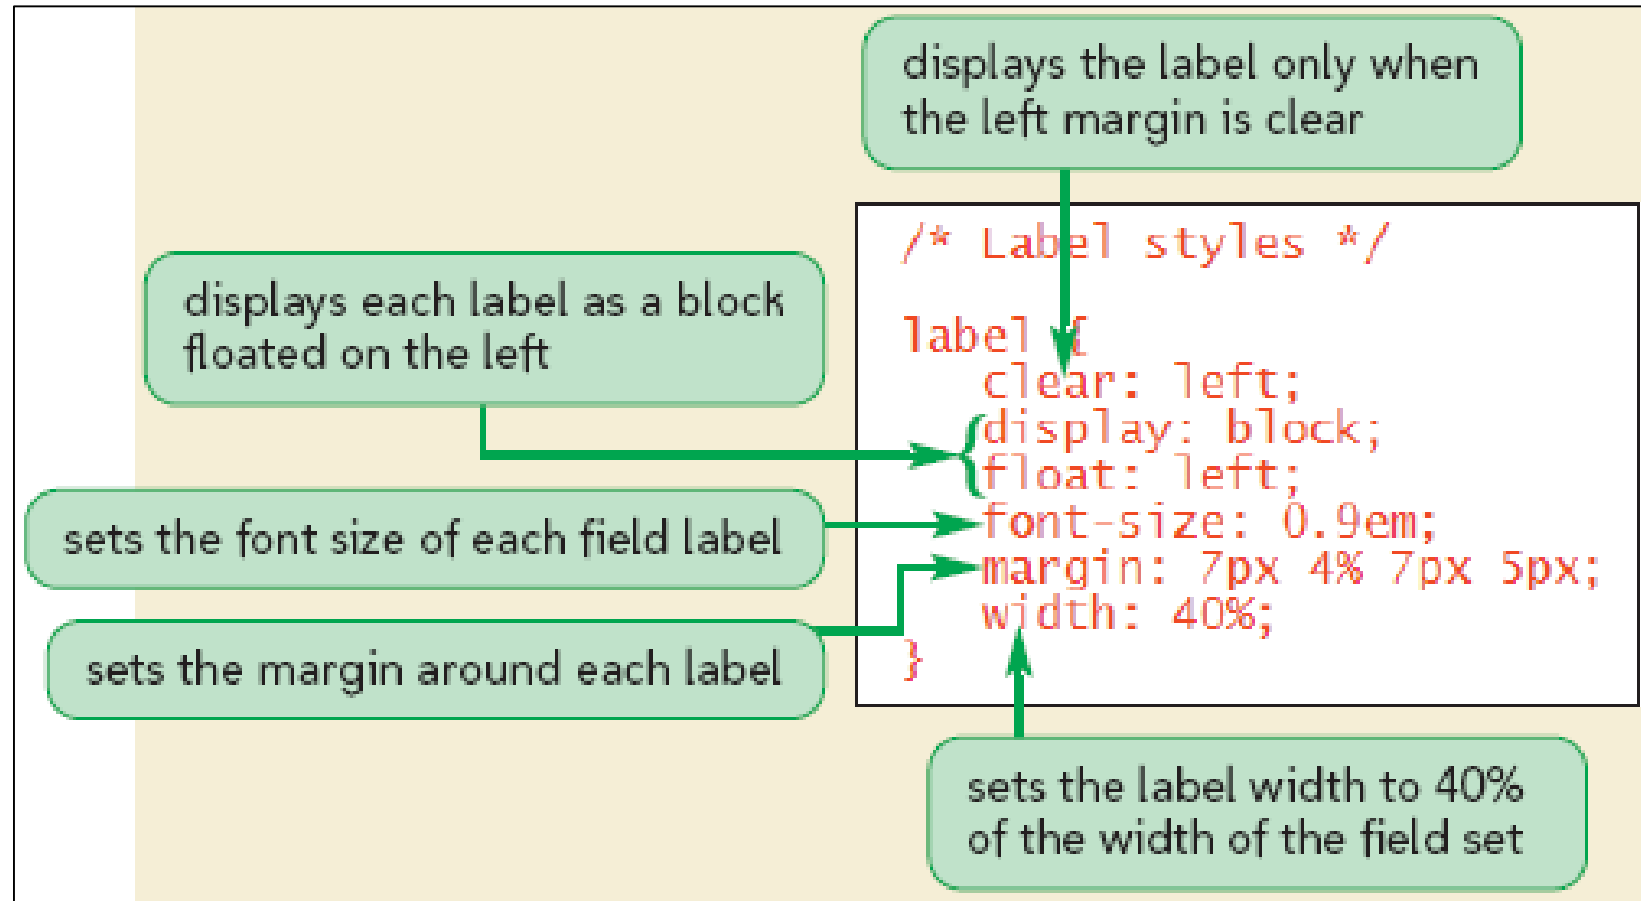 displays the label only when
the left margin is clear
/* Label styles */
label {
clear: left;
display: block;
float: left;
font-size: 0.9em;
margin: 7px 4% 7px 5px;
width: 40%;
}
displays each label as a block
floated on the left
sets the font size of each field label
sets the margin around each label
sets the label width to 40%
of the width of the field set